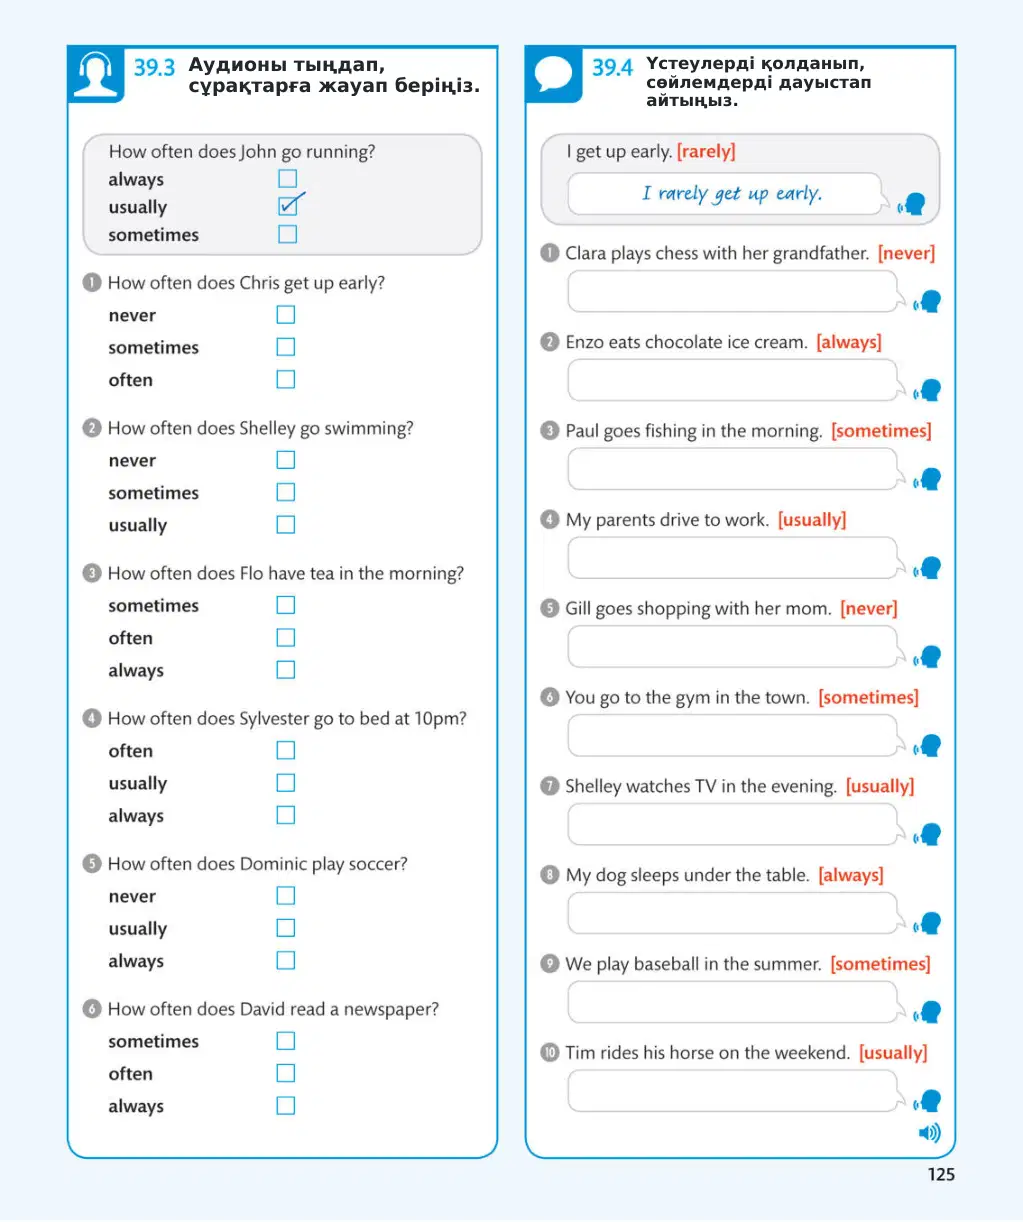 39.3 Аудионы тыңдап,
сұрақтарға жауап беріңіз.
How often does John go running?
always
usually
sometimes
1 How often does Chris get up early?
never
sometimes
often
2 How often does Shelley go swimming?
never
sometimes
usually
3 How often does Flo have tea in the morning?
sometimes
often
always
4 How often does Sylvester go to bed at 10pm?
often
usually
always
5 How often does Dominic play soccer?
never
usually
always
6 How often does David read a newspaper?
sometimes
often
always
39.4 Үстеулерді қолданып,
сөйлемдерді дауыстап
айтыңыз.
I get up early. [rarely]
I rarely get up early.
1 Clara plays chess with her grandfather. [never]
2 Enzo eats chocolate ice cream. [always]
3 Paul goes fishing in the morning. [sometimes]
4 My parents drive to work. [usually]
5 Gill goes shopping with her mom. [never]
6 You go to the gym in the town. [sometimes]
7 Shelley watches TV in the evening. [usually]
8 My dog sleeps under the table. [always]
9 We play baseball in the summer. [sometimes]
10 Tim rides his horse on the weekend. [usually]
125